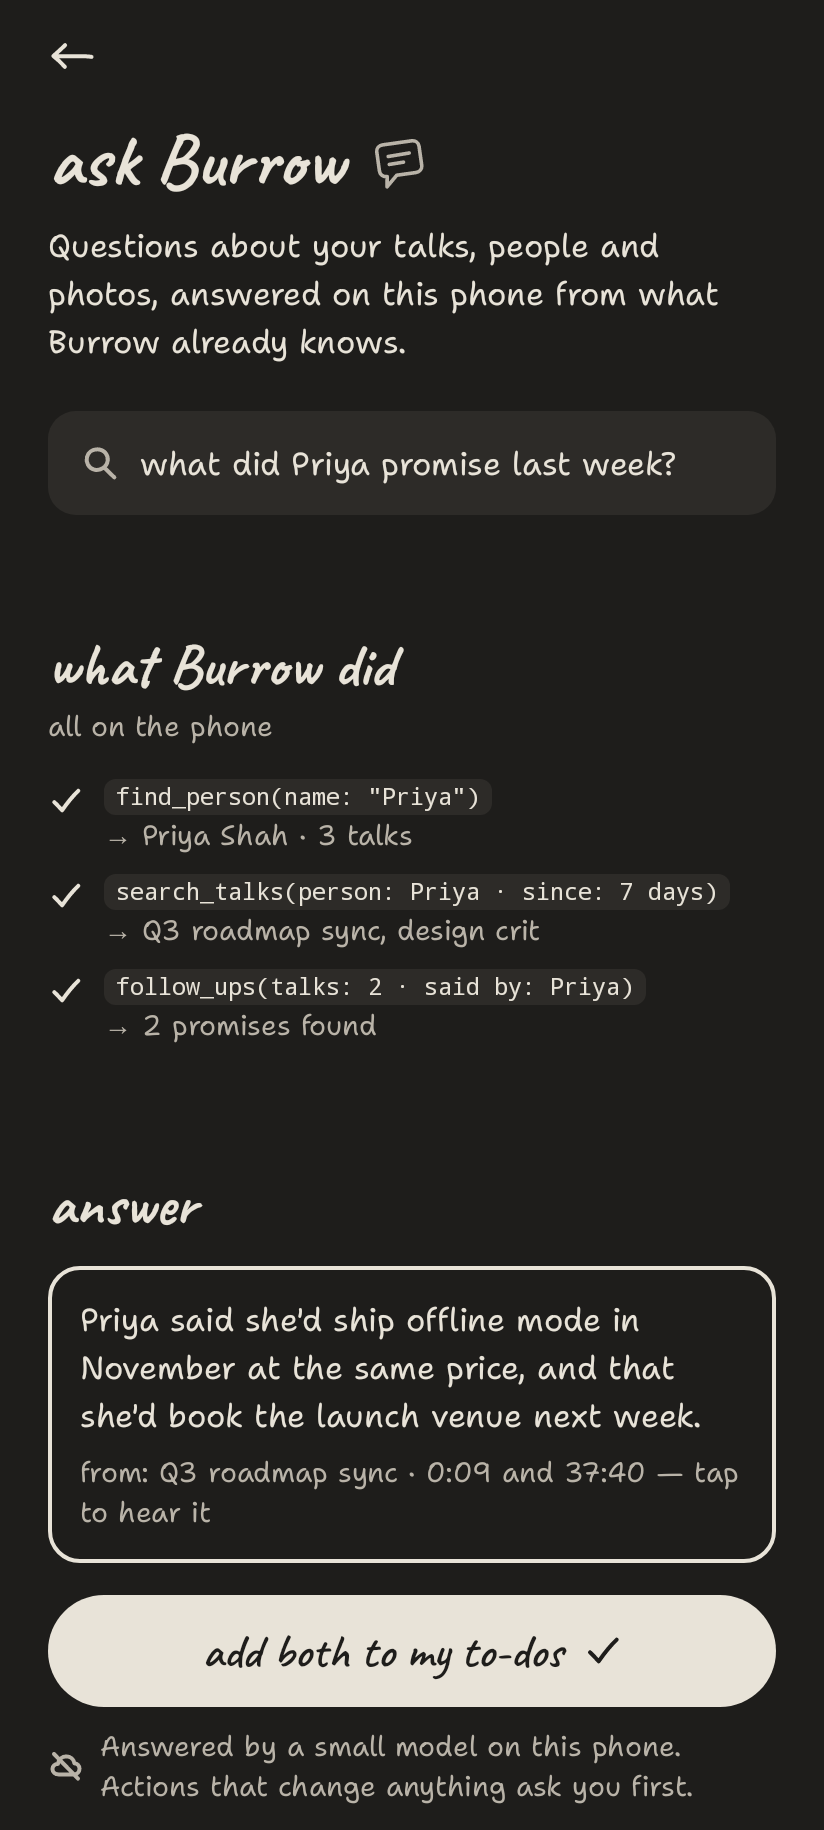 ask Burrow
Questions about your talks, people and
photos, answered on this phone from what
Burrow already knows.
what did Priya promise last week?
what Burrow did
all on the phone
find_person(name: "Priya")
→ Priya Shah · 3 talks
search_talks(person: Priya · since: 7 days)
→ Q3 roadmap sync, design crit
follow_ups(talks: 2 · said by: Priya)
→ 2 promises found
answer
Priya said she'd ship offline mode in
November at the same price, and that
she'd book the launch venue next week.
from: Q3 roadmap sync · 0:09 and 37:40 — tap
to hear it
add both to my to-dos
Answered by a small model on this phone.
Actions that change anything ask you first.